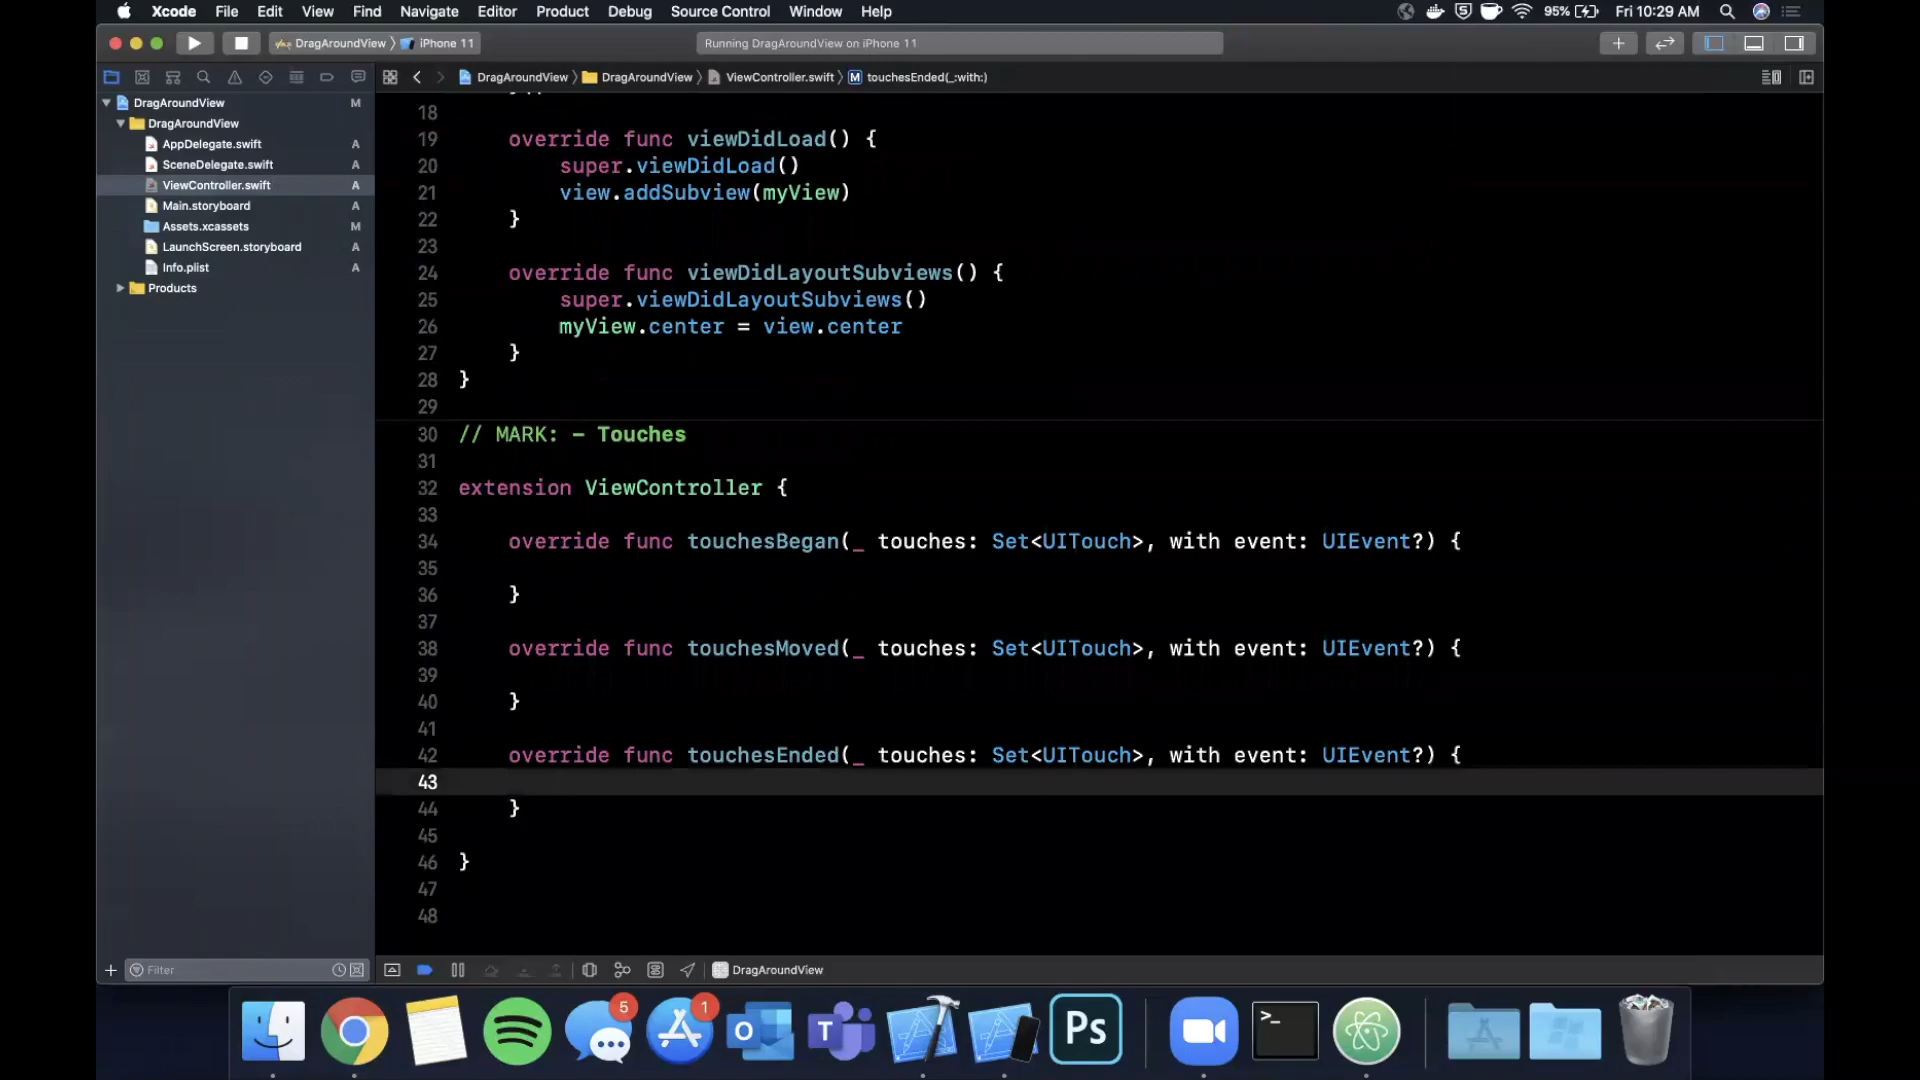 Xcode File Edit View Find Navigate Editor Product Debug Source Control Window Help 95% Fri 10:29 AM
DragAroundView iPhone 11 Running DragAroundView on iPhone 11
DragAroundView DragAroundView ViewController.swift M touchesEnded(_:with:)
DragAroundView M
DragAroundView
AppDelegate.swift A
SceneDelegate.swift A
ViewController.swift A
Main.storyboard A
Assets.xcassets M
LaunchScreen.storyboard A
Info.plist A
Products
18
19 override func viewDidLoad() {
20 super.viewDidLoad()
21 view.addSubview(myView)
22 }
23
24 override func viewDidLayoutSubviews() {
25 super.viewDidLayoutSubviews()
26 myView.center = view.center
27 }
28 }
29
30 // MARK: - Touches
31
32 extension ViewController {
33
34 override func touchesBegan(_ touches: Set<UITouch>, with event: UIEvent?) {
35
36 }
37
38 override func touchesMoved(_ touches: Set<UITouch>, with event: UIEvent?) {
39
40 }
41
42 override func touchesEnded(_ touches: Set<UITouch>, with event: UIEvent?) {
43
44 }
45
46 }
47
48
Filter DragAroundView
5 1 O T Ps >_